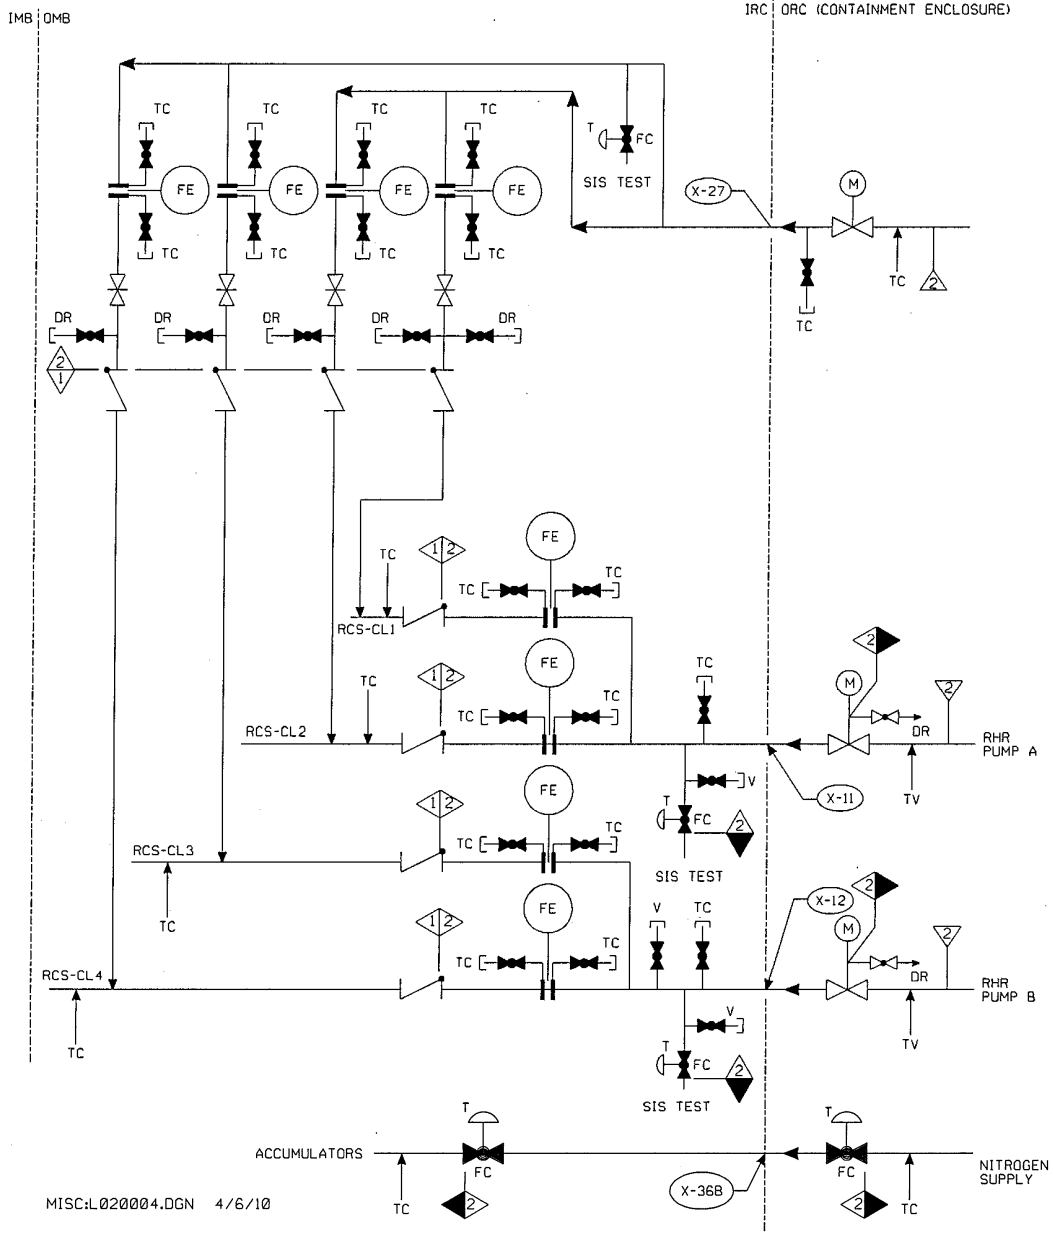 IMB OMB
IRC ORC (CONTAINMENT ENCLOSURE)
TC TC TC TC
T FC
SIS TEST
FE FE FE FE
X-27
M
TC TC TC TC
TC
2
TC
DR DR DR DR DR
2
1
FE
1 2
TC
TC TC
RCS-CL1
2
FE
TC
M
2
1 2
TC
TC TC
RCS-CL2
DR
RHR
PUMP A
X-11
TV
V
FE
T FC
2
1 2
TC TC
RCS-CL3
SIS TEST
2
X-12
TC
FE
V TC
M
2
1 2
TC TC
RCS-CL4
DR
RHR
PUMP B
V
TV
TC
T FC
2
SIS TEST
T T
ACCUMULATORS
FC FC
NITROGEN
SUPPLY
X-36B
TC 2 2 TC
MISC:L020004.DGN 4/6/10